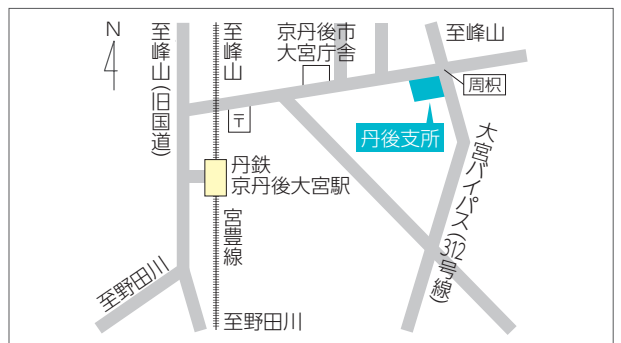 N
至峰山(旧国道)
至峰山
京丹後市
大宮庁舎
至峰山
周枳
〒
丹後支所
丹鉄
京丹後大宮駅
宮豊線
大宮バイパス(312号線)
至野田川
至野田川